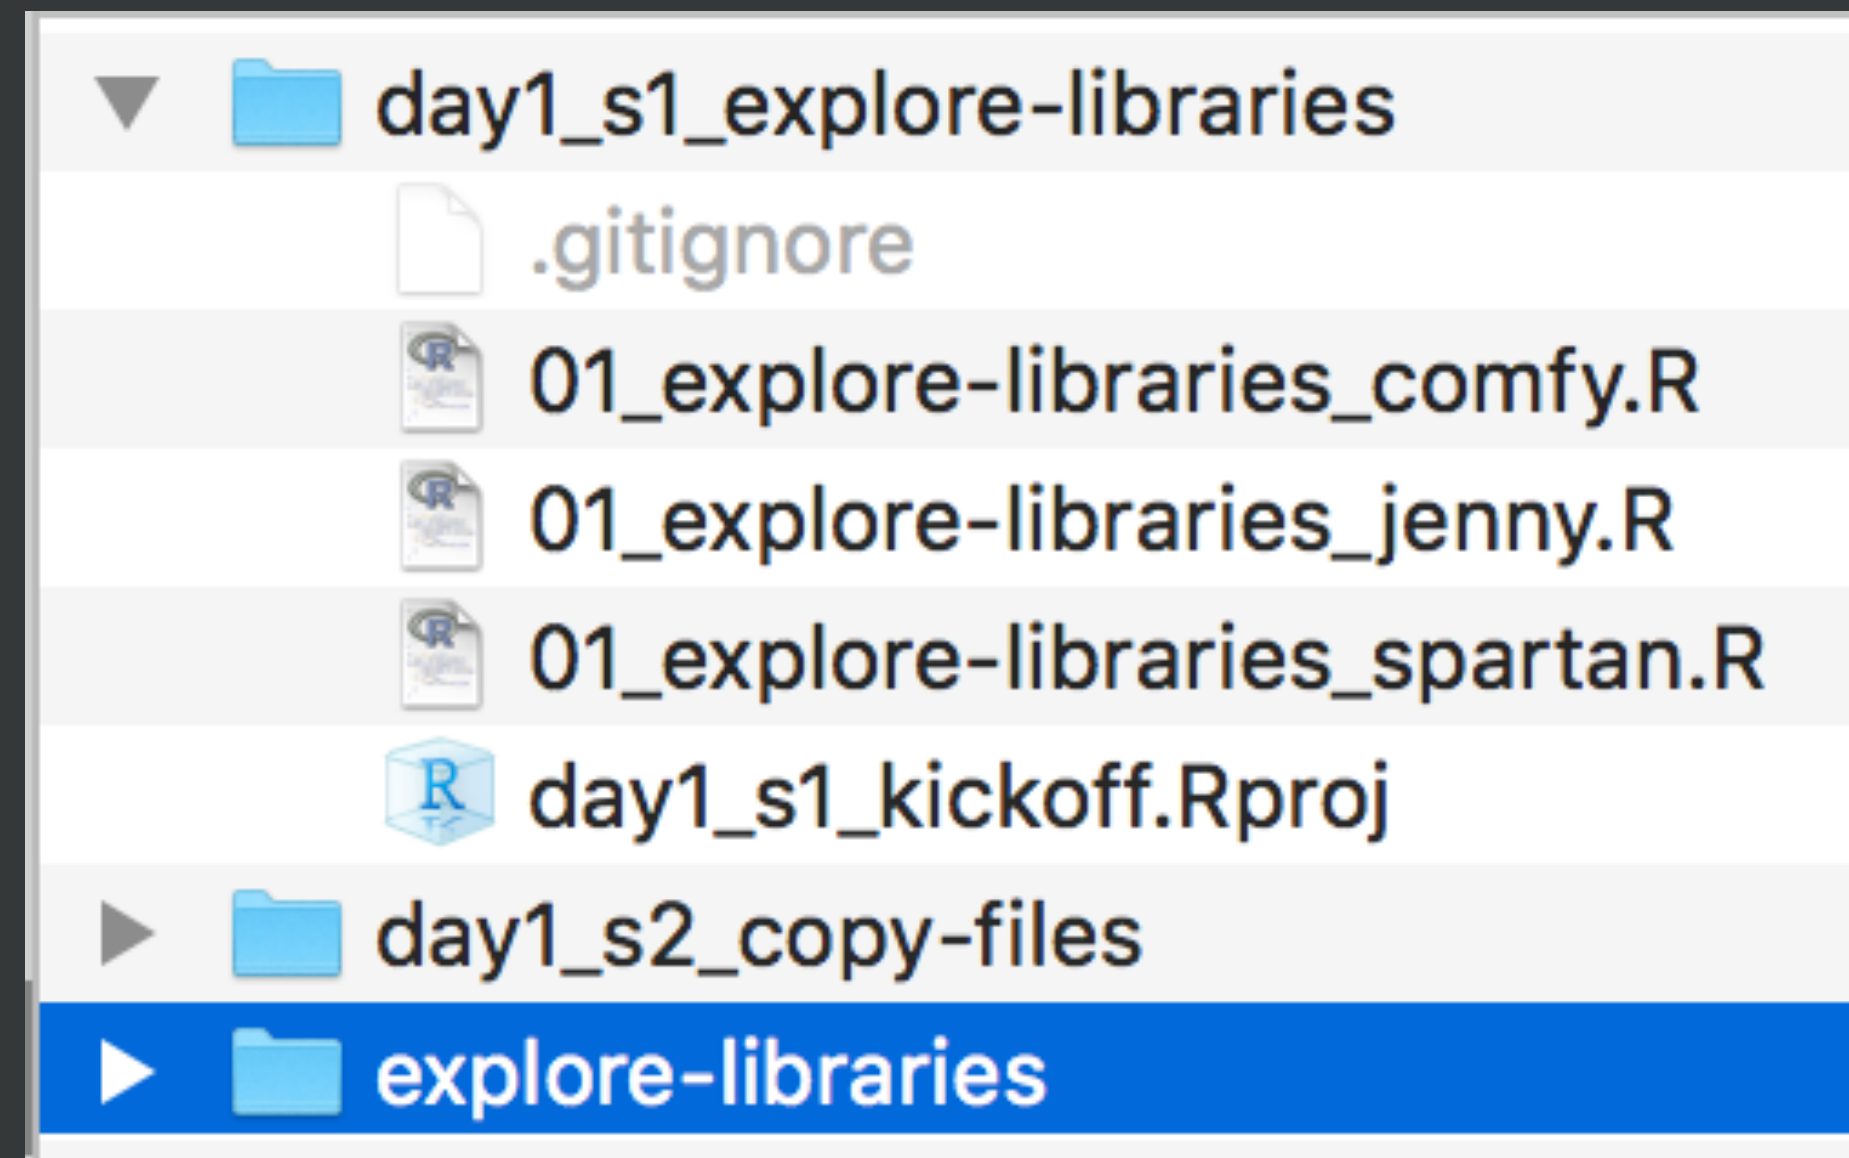 day1_s1_explore-libraries
.gitignore
01_explore-libraries_comfy.R
01_explore-libraries_jenny.R
01_explore-libraries_spartan.R
day1_s1_kickoff.Rproj
day1_s2_copy-files
explore-libraries